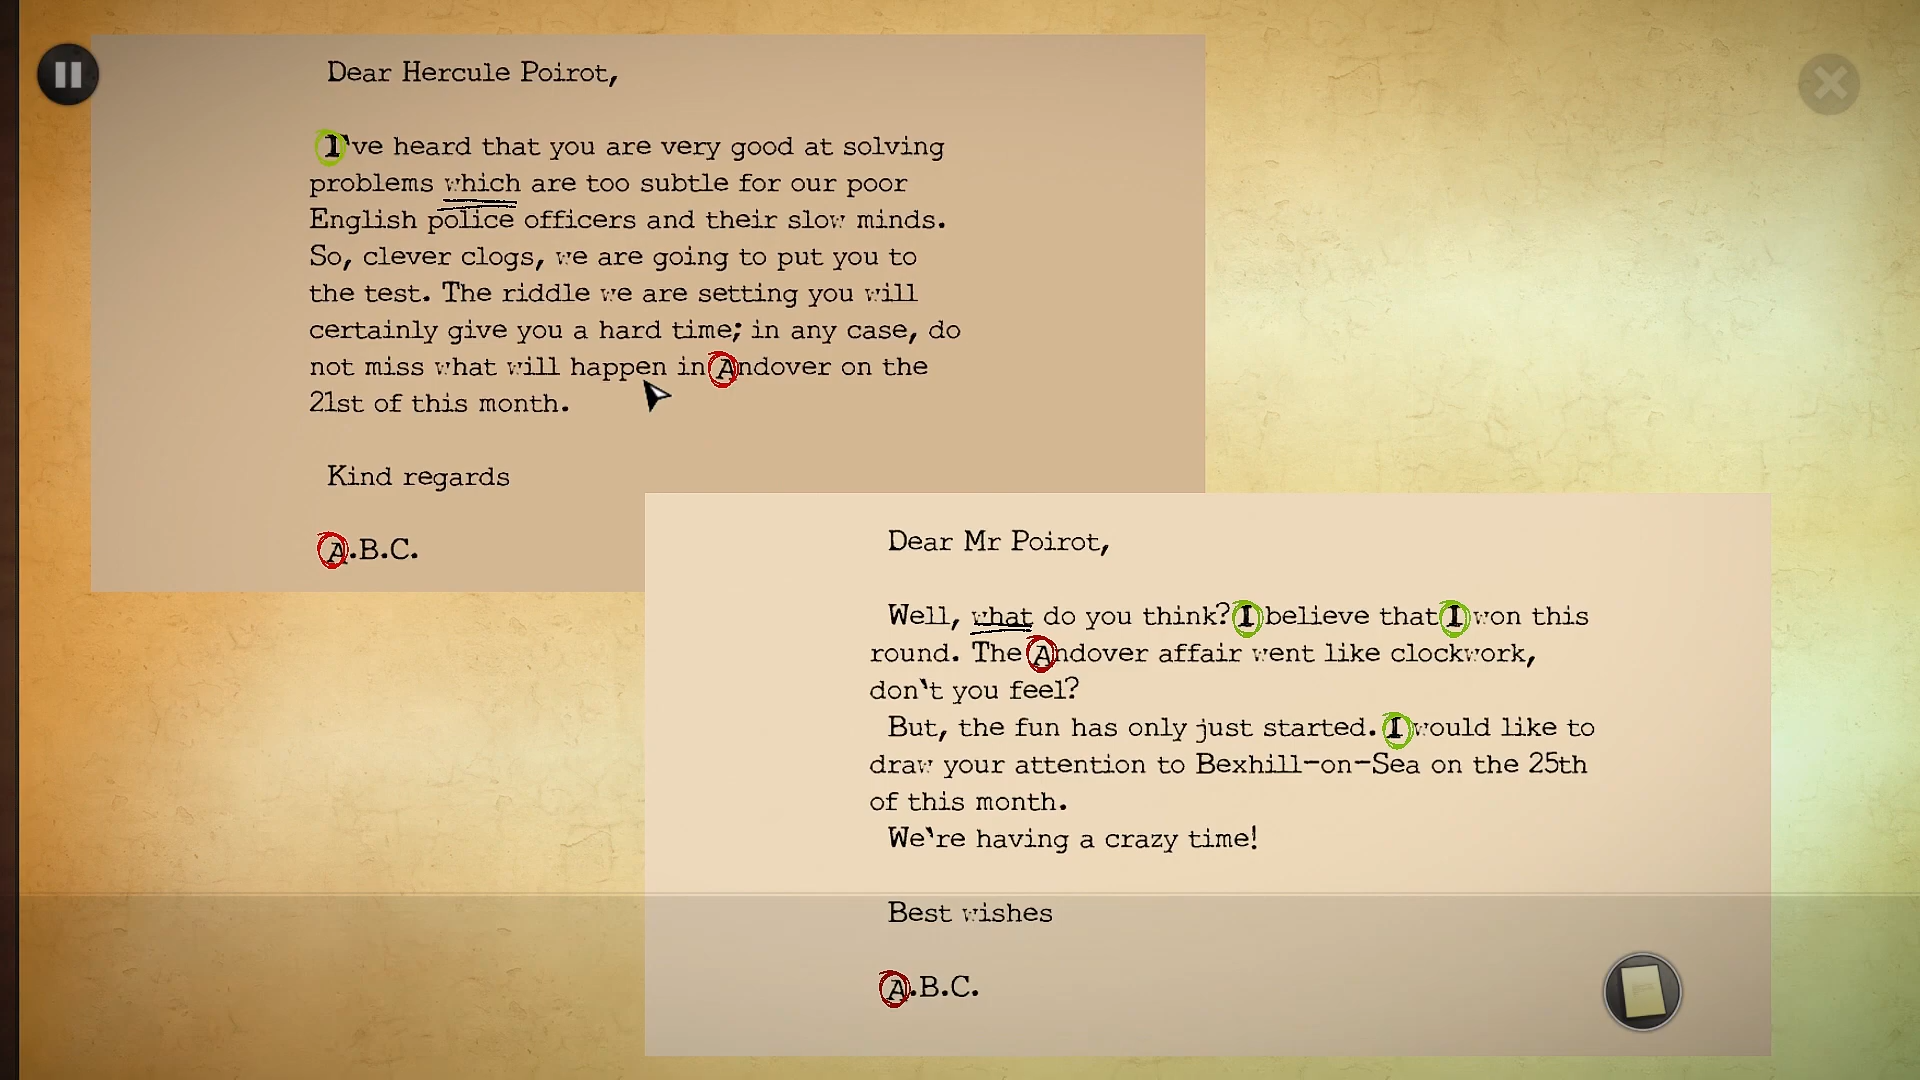 Dear Hercule Poirot,
I've heard that you are very good at solving
problems which are too subtle for our poor
English police officers and their slow minds.
So, clever clogs, we are going to put you to
the test. The riddle we are setting you will
certainly give you a hard time; in any case, do
not miss what will happen in Andover on the
21st of this month.
Kind regards
A.B.C.
Dear Mr Poirot,
Well, what do you think? I believe that I won this
round. The Andover affair went like clockwork,
don't you feel?
But, the fun has only just started. I would like to
draw your attention to Bexhill-on-Sea on the 25th
of this month.
We're having a crazy time!
Best wishes
A.B.C.